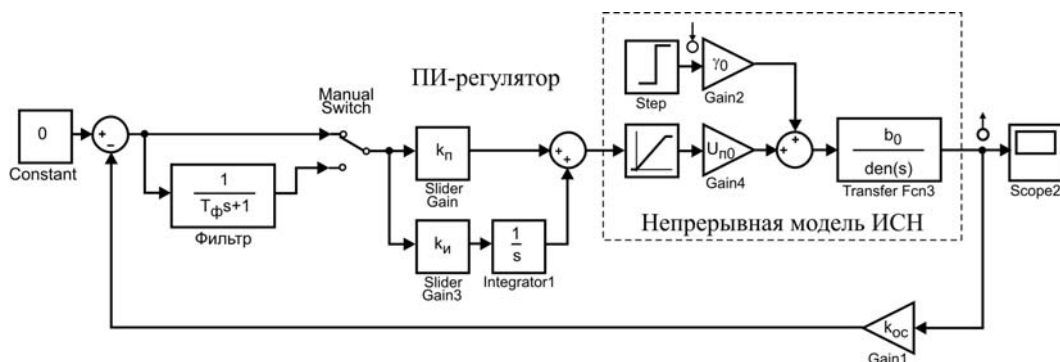 ПИ-регулятор
Manual
Switch
0
Constant
+
−
1
Tфs+1
Фильтр
kп
Slider
Gain
kи
Slider
Gain3
1
s
Integrator1
+
+
Step
γ0
Gain2
Uп0
Gain4
+
+
b0
den(s)
Transfer Fcn3
Непрерывная модель ИСН
Scope2
kос
Gain1